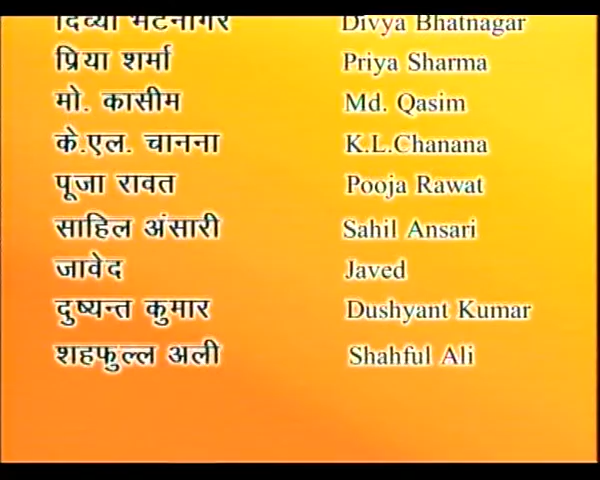 दिव्या भटनागर Divya Bhatnagar
प्रिया शर्मा Priya Sharma
मो. कासीम Md. Qasim
के.एल. चानना K.L.Chanana
पूजा रावत Pooja Rawat
साहिल अंसारी Sahil Ansari
जावेद Javed
दुष्यन्त कुमार Dushyant Kumar
शहफुल्ल अली Shahful Ali